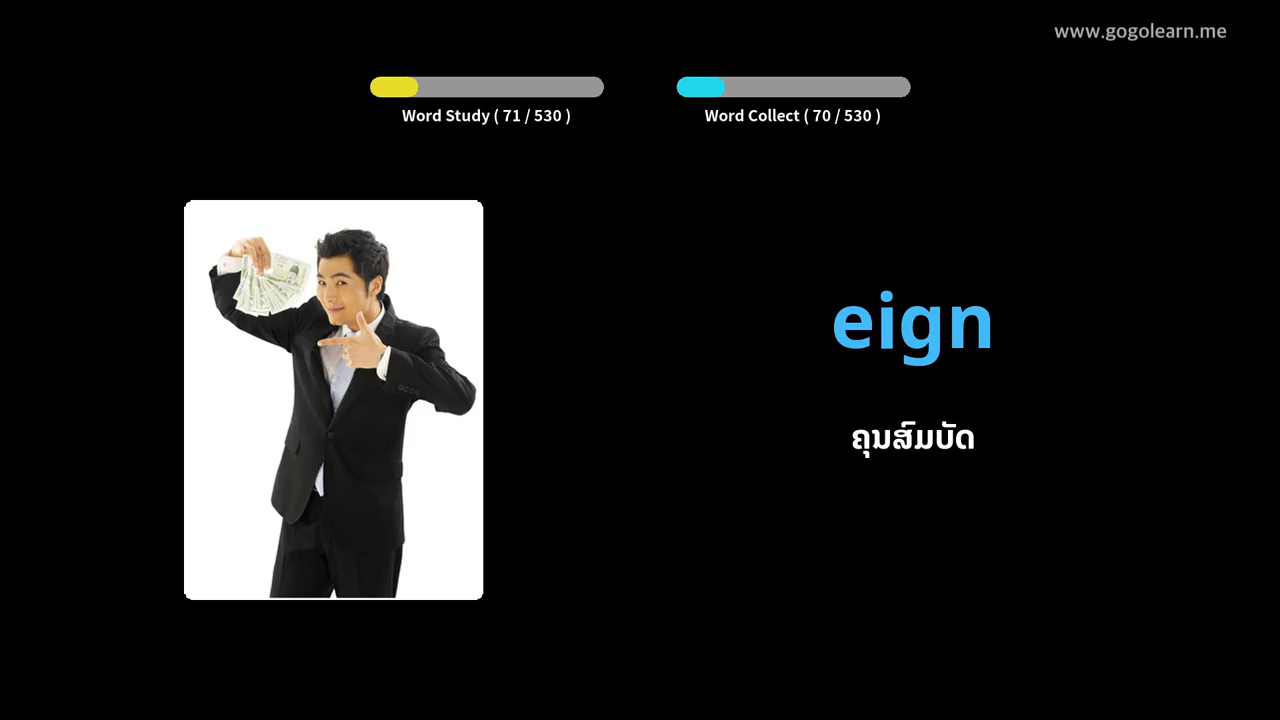 www.gogolearn.me
Word Study ( 71 / 530 )
Word Collect ( 70 / 530 )
eign
ຄຸນສົມບັດ